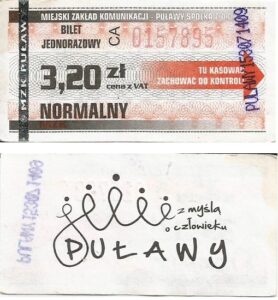 MIEJSKI ZAKŁAD KOMUNIKACJI - PUŁAWY SPÓŁKA
BILET
JEDNORAZOWY
CA
0157895
MZK PUŁAWY
3,20 zł
cena z VAT
TU KASOWAĆ
ZACHOWAĆ DO KONTROLI
NORMALNY
z myślą
o człowieku
PUŁAWY